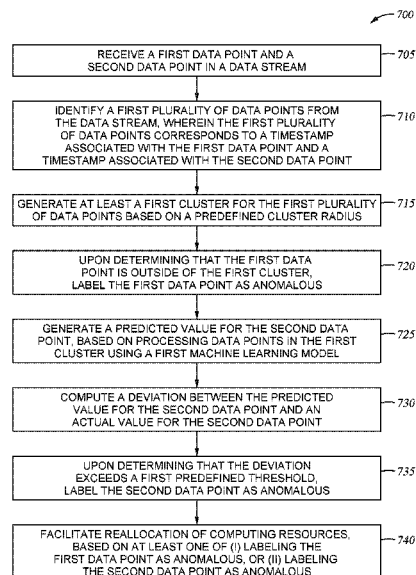 700
RECEIVE A FIRST DATA POINT AND A
SECOND DATA POINT IN A DATA STREAM
705
IDENTIFY A FIRST PLURALITY OF DATA POINTS FROM
THE DATA STREAM, WHEREIN THE FIRST PLURALITY
OF DATA POINTS CORRESPONDS TO A TIMESTAMP
ASSOCIATED WITH THE FIRST DATA POINT AND A
TIMESTAMP ASSOCIATED WITH THE SECOND DATA POINT
710
GENERATE AT LEAST A FIRST CLUSTER FOR THE FIRST PLURALITY
OF DATA POINTS BASED ON A PREDEFINED CLUSTER RADIUS
715
UPON DETERMINING THAT THE FIRST DATA
POINT IS OUTSIDE OF THE FIRST CLUSTER,
LABEL THE FIRST DATA POINT AS ANOMALOUS
720
GENERATE A PREDICTED VALUE FOR THE SECOND DATA
POINT, BASED ON PROCESSING DATA POINTS IN THE FIRST
CLUSTER USING A FIRST MACHINE LEARNING MODEL
725
COMPUTE A DEVIATION BETWEEN THE PREDICTED
VALUE FOR THE SECOND DATA POINT AND AN
ACTUAL VALUE FOR THE SECOND DATA POINT
730
UPON DETERMINING THAT THE DEVIATION
EXCEEDS A FIRST PREDEFINED THRESHOLD,
LABEL THE SECOND DATA POINT AS ANOMALOUS
735
FACILITATE REALLOCATION OF COMPUTING RESOURCES,
BASED ON AT LEAST ONE OF (I) LABELING THE
FIRST DATA POINT AS ANOMALOUS, OR (II) LABELING
THE SECOND DATA POINT AS ANOMALOUS
740